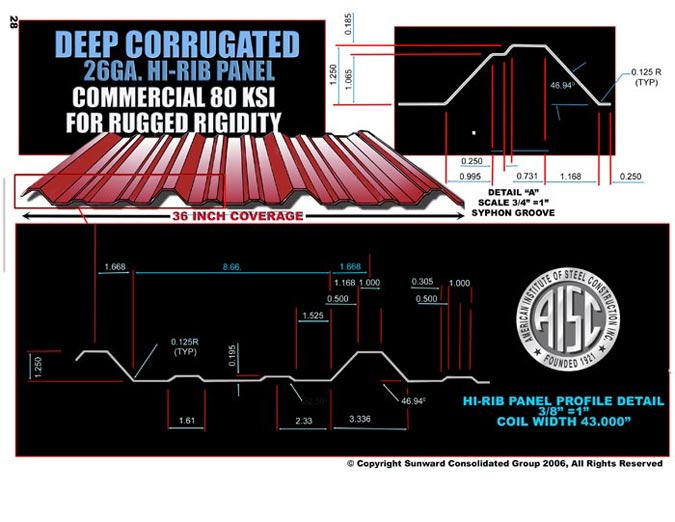 28
DEEP CORRUGATED
26GA. HI-RIB PANEL
COMMERCIAL 80 KSI
FOR RUGGED RIGIDITY
36 INCH COVERAGE
0.185
1.250
1.065
46.94º
0.125 R
(TYP)
0.250
0.995
0.731
1.168
0.250
DETAIL “A”
SCALE 3/4” =1”
SYPHON GROOVE
1.668
8.66.
1.668
1.168
1.000
0.305
1.000
0.500
0.500
1.525
0.125R
(TYP)
0.195
1.250
46.94º
1.61
2.33
3.336
AMERICAN INSTITUTE OF STEEL CONSTRUCTION INC.
AISC
FOUNDED 1921
HI-RIB PANEL PROFILE DETAIL
3/8” =1”
COIL WIDTH 43.000”
© Copyright Sunward Consolidated Group 2006, All Rights Reserved